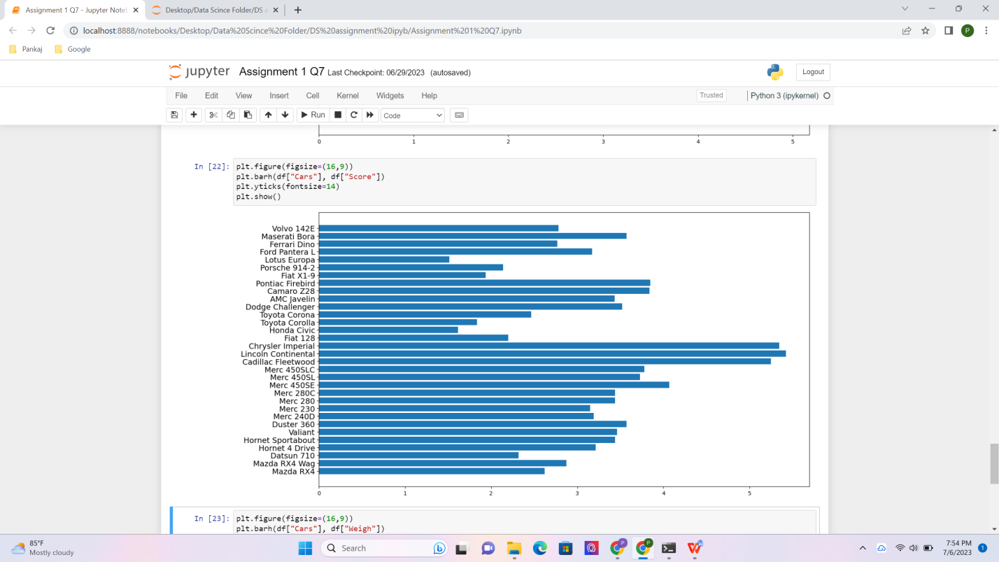 Assignment 1 Q7 - Jupyter Notel
Desktop/Data Scince Folder/DS a
localhost:8888/notebooks/Desktop/Data%20Scince%20Folder/DS%20assignment%20ipyb/Assignment%201%20Q7.ipynb
P
Pankaj
Google
jupyter Assignment 1 Q7 Last Checkpoint: 06/29/2023 (autosaved)
Logout
File Edit View Insert Cell Kernel Widgets Help
Trusted
Python 3 (ipykernel)
Run
Code
0 1 2 3 4 5
In [22]: plt.figure(figsize=(16,9))
plt.barh(df["Cars"], df["Score"])
plt.yticks(fontsize=14)
plt.show()
Volvo 142E
Maserati Bora
Ferrari Dino
Ford Pantera L
Lotus Europa
Porsche 914-2
Fiat X1-9
Pontiac Firebird
Camaro Z28
AMC Javelin
Dodge Challenger
Toyota Corona
Toyota Corolla
Honda Civic
Fiat 128
Chrysler Imperial
Lincoln Continental
Cadillac Fleetwood
Merc 450SLC
Merc 450SL
Merc 450SE
Merc 280C
Merc 280
Merc 230
Merc 240D
Duster 360
Valiant
Hornet Sportabout
Hornet 4 Drive
Datsun 710
Mazda RX4 Wag
Mazda RX4
0 1 2 3 4 5
In [23]: plt.figure(figsize=(16,9))
plt.barh(df["Cars"], df["Weigh"])
85°F
Mostly cloudy
Search
P
P
7:54 PM
7/6/2023
1